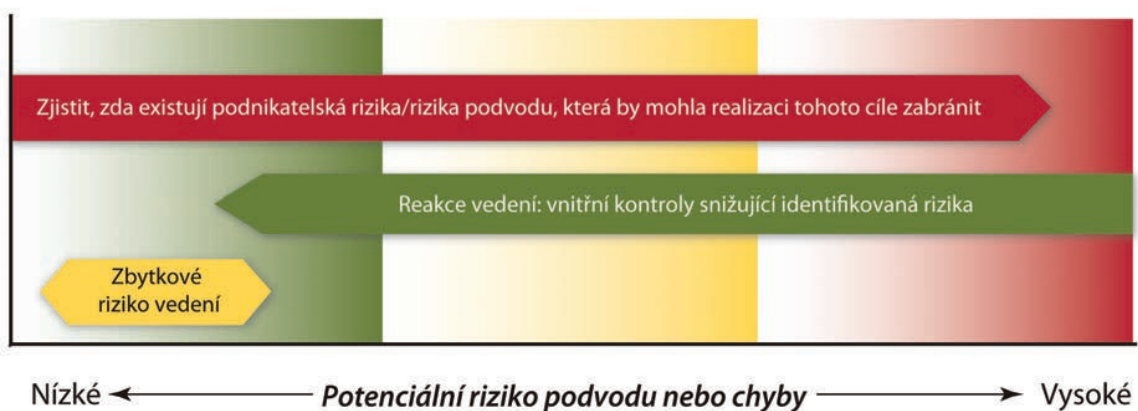 Zjistit, zda existují podnikatelská rizika/rizika podvodu, která by mohla realizaci tohoto cíle zabránit
Reakce vedení: vnitřní kontroly snižující identifikovaná rizika
Zbytkové
riziko vedení
Nízké Potenciální riziko podvodu nebo chyby Vysoké